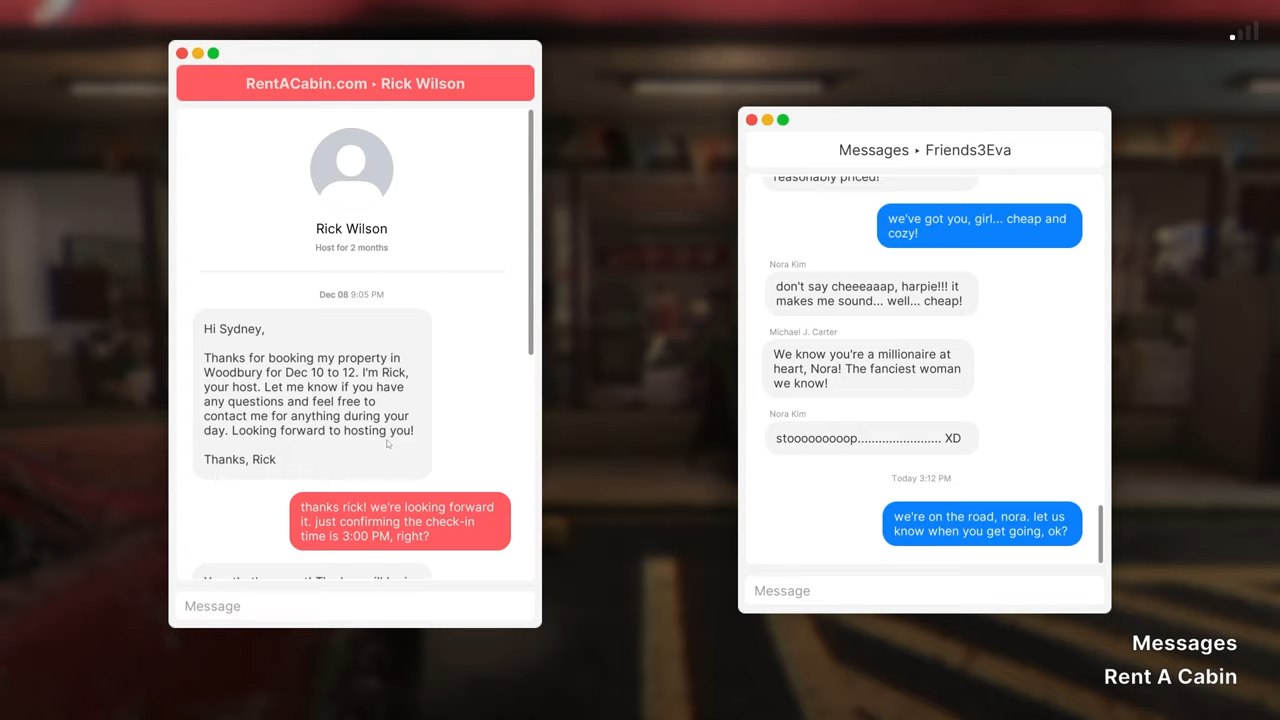 RentACabin.com ▸ Rick Wilson
Rick Wilson
Host for 2 months
Dec 08 9:05 PM
Hi Sydney,
Thanks for booking my property in
Woodbury for Dec 10 to 12. I'm Rick,
your host. Let me know if you have
any questions and feel free to
contact me for anything during your
day. Looking forward to hosting you!
Thanks, Rick
thanks rick! we're looking forward
it. just confirming the check-in
time is 3:00 PM, right?
Message
Messages ▸ Friends3Eva
reasonably priced!
we've got you, girl... cheap and
cozy!
Nora Kim
don't say cheeeaaap, harpie!!! it
makes me sound... well... cheap!
Michael J. Carter
We know you're a millionaire at
heart, Nora! The fanciest woman
we know!
Nora Kim
stooooooooop........................ XD
Today 3:12 PM
we're on the road, nora. let us
know when you get going, ok?
Message
Messages
Rent A Cabin